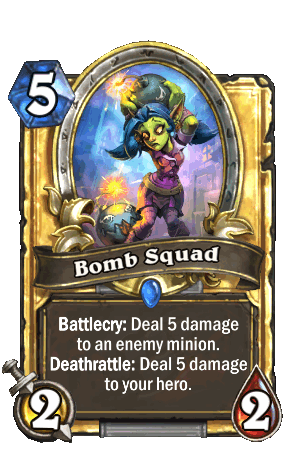 5
Bomb Squad
Battlecry: Deal 5 damage
to an enemy minion.
Deathrattle: Deal 5 damage
to your hero.
2
2